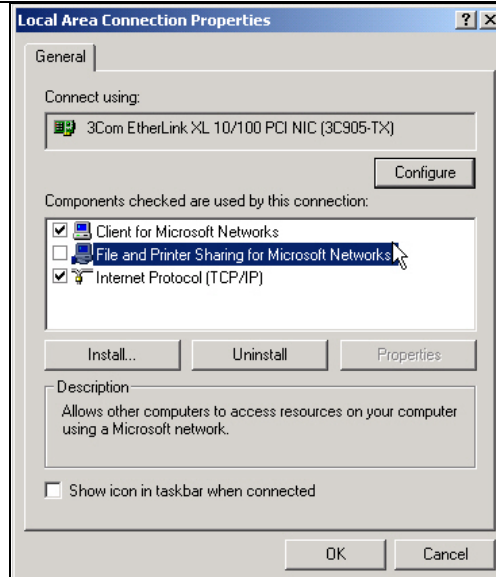 Local Area Connection Properties
General
Connect using:
3Com EtherLink XL 10/100 PCI NIC (3C905-TX)
Configure
Components checked are used by this connection:
Client for Microsoft Networks
File and Printer Sharing for Microsoft Networks
Internet Protocol (TCP/IP)
Install... Uninstall Properties
Description
Allows other computers to access resources on your computer
using a Microsoft network.
Show icon in taskbar when connected
OK Cancel